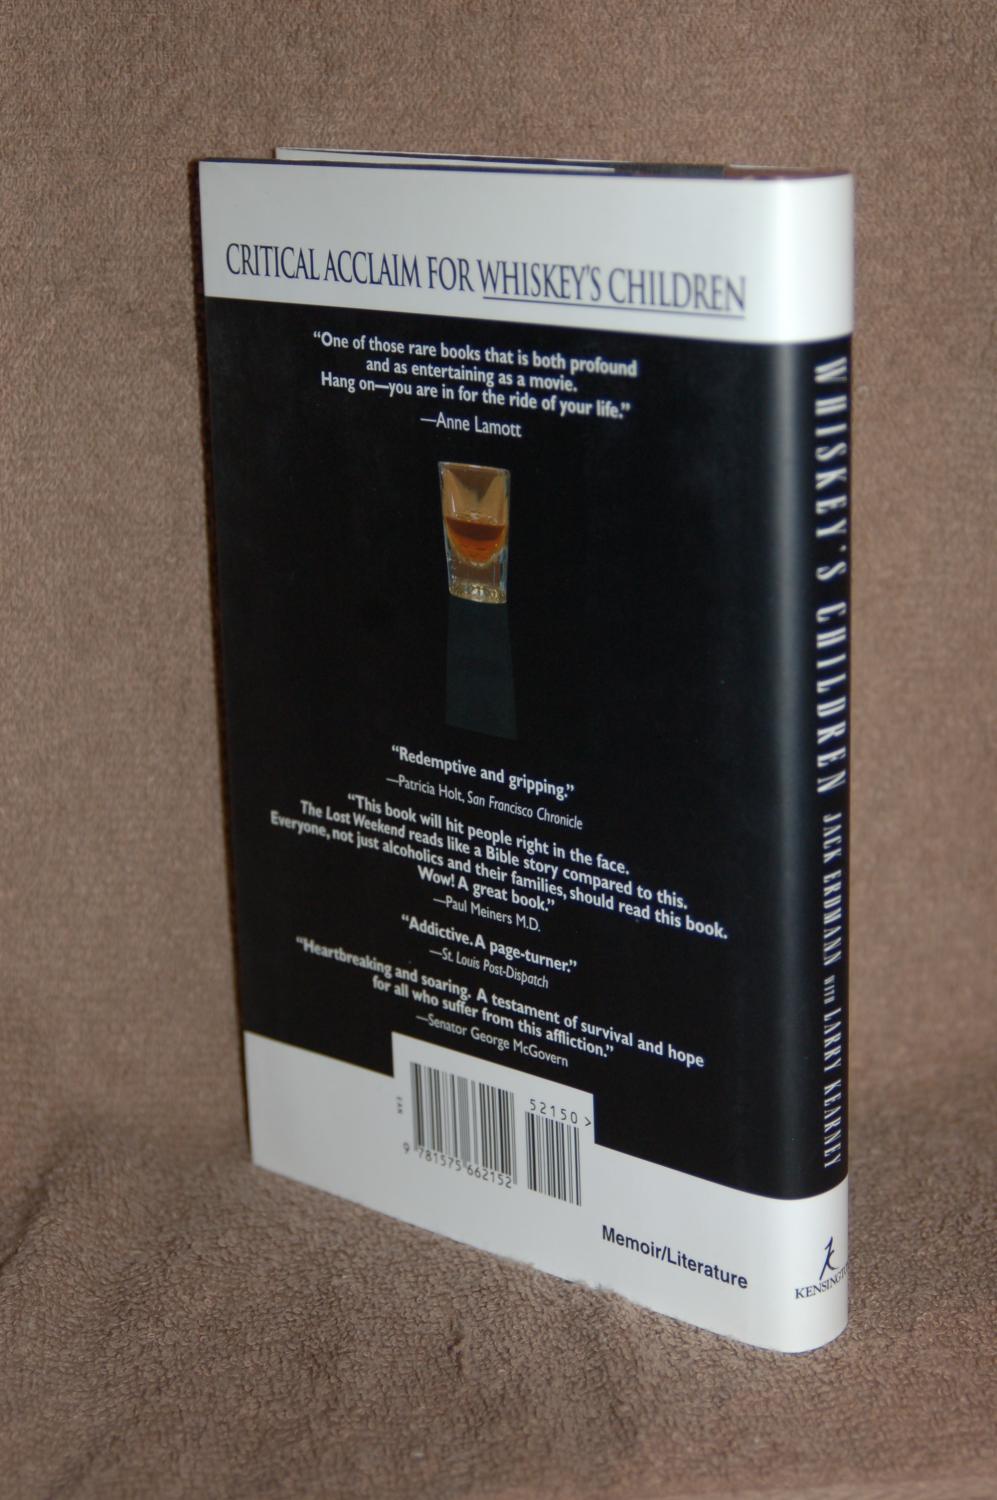 CRITICAL ACCLAIM FOR WHISKEY'S CHILDREN
“One of those rare books that is both profound
and as entertaining as a movie.
Hang on—you are in for the ride of your life.”
—Anne Lamott
“Redemptive and gripping.”
—Patricia Holt, San Francisco Chronicle
“This book will hit people right in the face.
The Lost Weekend reads like a Bible story compared to this.
Everyone, not just alcoholics and their families, should read this book.
Wow! A great book.”
—Paul Meiners M.D.
“Addictive. A page-turner.”
—St. Louis Post-Dispatch
“Heartbreaking and soaring. A testament of survival and hope
for all who suffer from this affliction.”
—Senator George McGovern
EAN
52150 >
9 781575 662152
Memoir/Literature
WHISKEY'S CHILDREN JACK ERDMANN WITH LARRY KEARNEY
k
KENSINGTO